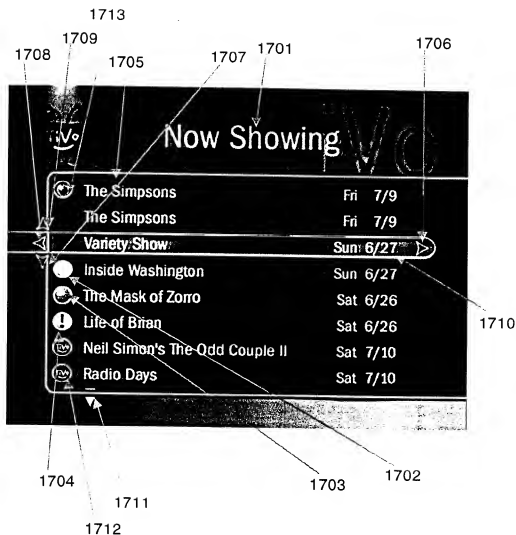 1713
1709
1708
1705
1707
1701
1706
Now Showing
TiVo
The Simpsons Fri 7/9
The Simpsons Fri 7/9
Variety Show Sun 6/27
Inside Washington Sun 6/27
The Mask of Zorro Sat 6/26
! Life of Brian Sat 6/26
Neil Simon's The Odd Couple II Sat 7/10
Radio Days Sat 7/10
1710
1704
1712
1711
1703
1702